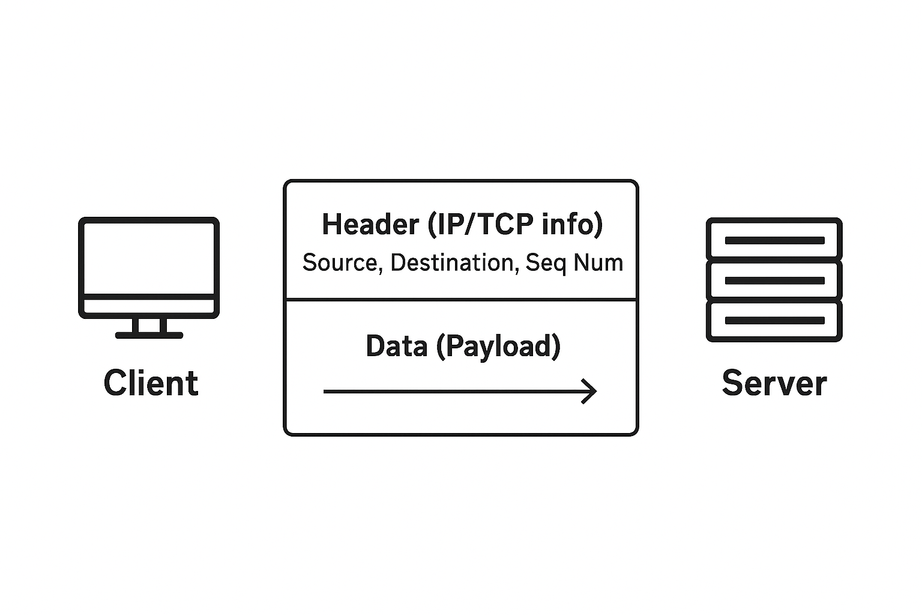 Header (IP/TCP info)
Source, Destination, Seq Num
Data (Payload)
Client
Server